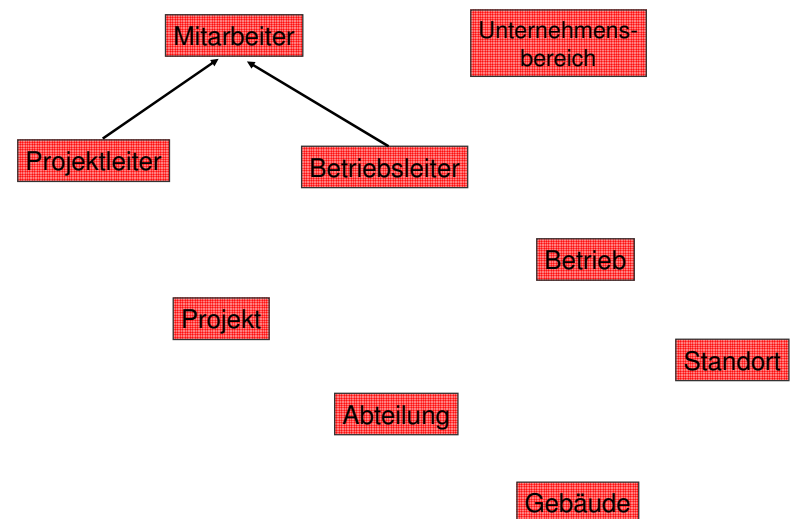 Mitarbeiter
Unternehmens-
bereich
Projektleiter
Betriebsleiter
Betrieb
Projekt
Standort
Abteilung
Gebäude